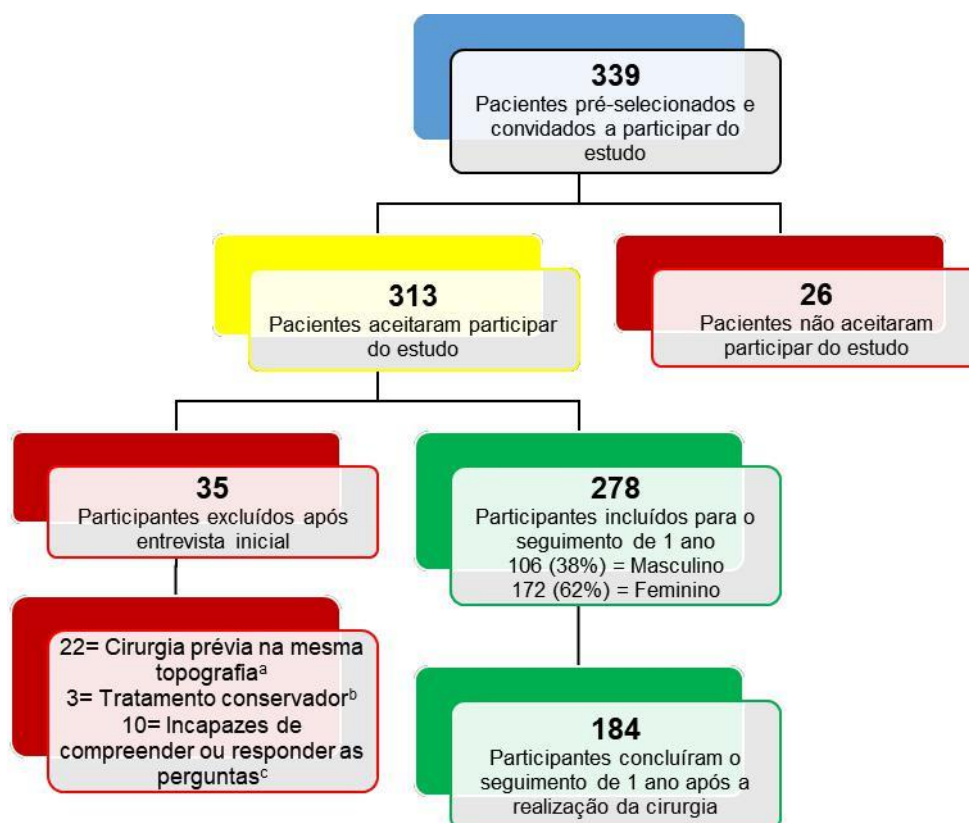 339
Pacientes pré-selecionados e
convidados a participar do
estudo
313
Pacientes aceitaram participar
do estudo
26
Pacientes não aceitaram
participar do estudo
35
Participantes excluídos após
entrevista inicial
278
Participantes incluídos para o
seguimento de 1 ano
106 (38%) = Masculino
172 (62%) = Feminino
22= Cirurgia prévia na mesma
topografiaᵃ
3= Tratamento conservadorᵇ
10= Incapazes de
compreender ou responder as
perguntasᶜ
184
Participantes concluíram o
seguimento de 1 ano após a
realização da cirurgia